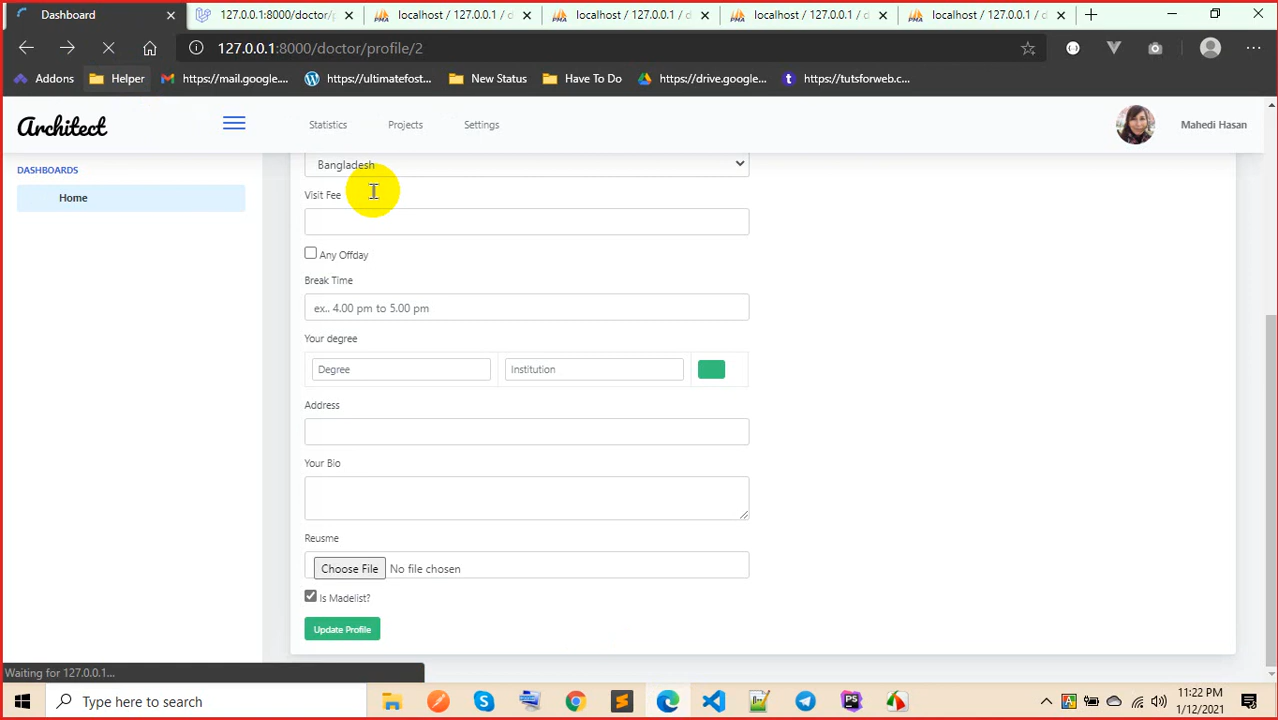 Dashboard
127.0.0.1:8000/doctor/p
localhost / 127.0.0.1 / d
localhost / 127.0.0.1 / d
localhost / 127.0.0.1 / d
localhost / 127.0.0.1 / d
127.0.0.1:8000/doctor/profile/2
Addons
Helper
https://mail.google....
https://ultimatefost...
New Status
Have To Do
https://drive.google...
https://tutsforweb.c...
Architect
Statistics
Projects
Settings
Mahedi Hasan
DASHBOARDS
Home
Bangladesh
Visit Fee
Any Offday
Break Time
ex.. 4.00 pm to 5.00 pm
Your degree
Degree
Institution
Address
Your Bio
Reusme
Choose File No file chosen
Is Madelist?
Update Profile
Waiting for 127.0.0.1...
Type here to search
11:22 PM
1/12/2021